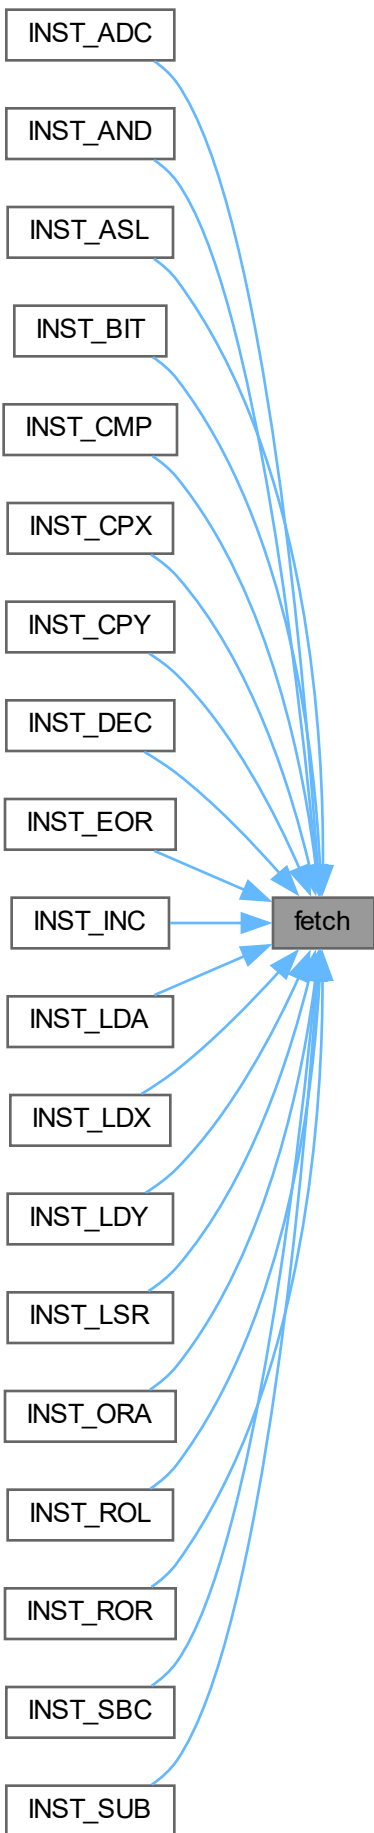 INST_ADC
INST_AND
INST_ASL
INST_BIT
INST_CMP
INST_CPX
INST_CPY
INST_DEC
INST_EOR
INST_INC
fetch
INST_LDA
INST_LDX
INST_LDY
INST_LSR
INST_ORA
INST_ROL
INST_ROR
INST_SBC
INST_SUB